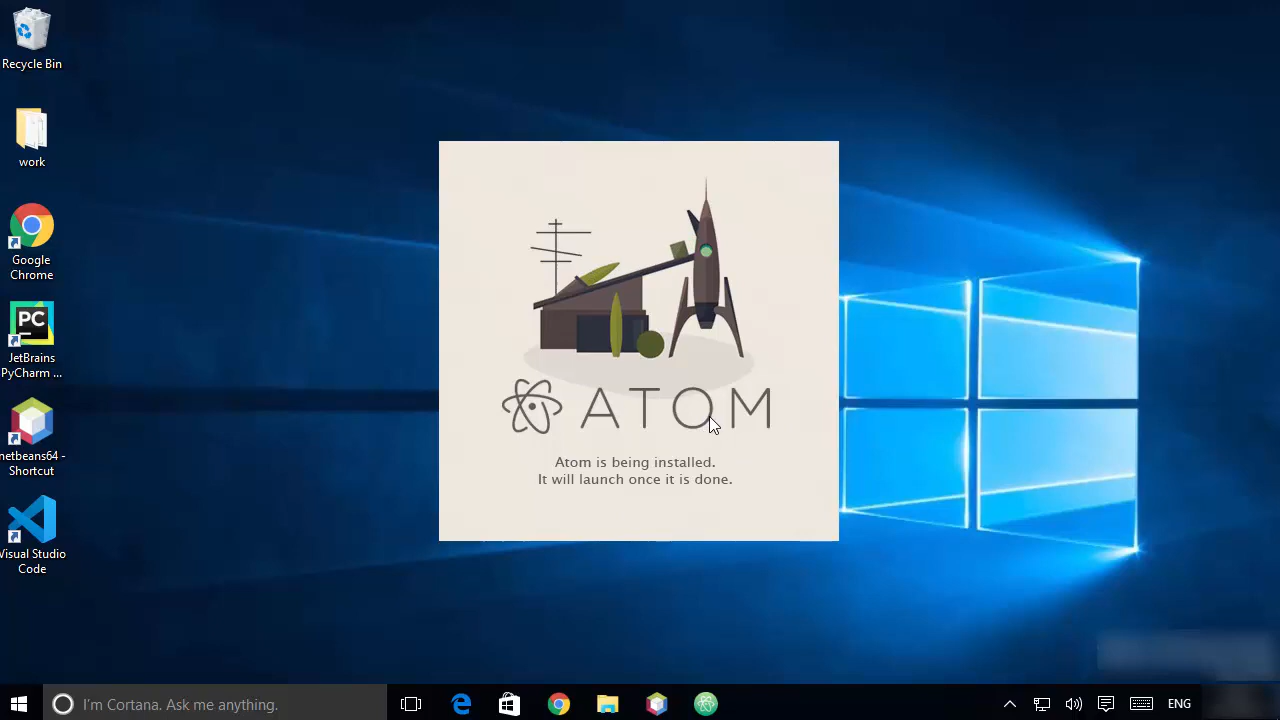 Recycle Bin
work
Google
Chrome
PC
JetBrains
PyCharm ...
netbeans64 -
Shortcut
Visual Studio
Code
ATOM
Atom is being installed.
It will launch once it is done.
I'm Cortana. Ask me anything.
ENG